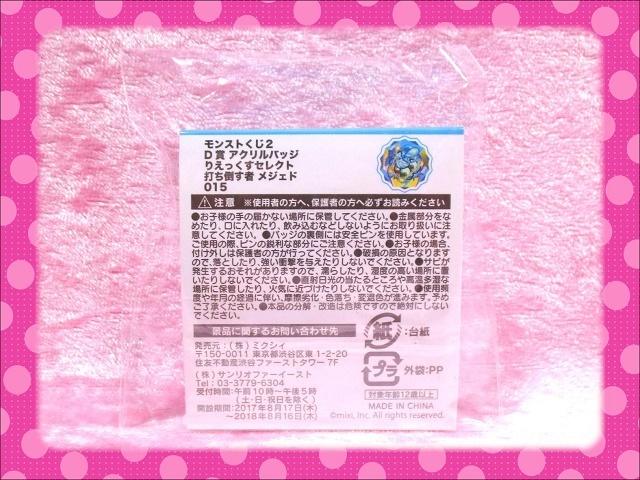 モンストくじ2
D賞 アクリルバッジ
りえっくすセレクト
打ち倒す者 メジェド
015
⚠注意 ※使用者の方へ、保護者の方へ必ずお読みください
●お子様の手の届かない場所に保管してください。●金属部分をな
めたり、口に入れたり、飲み込むなどしないようにお取り扱いに注
意してください。●バッジの裏側には安全ピンを使用しています。
ご使用の際、ピンの鋭利な部分にご注意ください。●お子様の場合、
付け外しは保護者の方が行ってください。●破損の原因となります
ので、落としたり、強い衝撃を与えたりしないでください。●サビが
発生するおそれがありますので、濡らしたり、湿度の高い場所に置
いたりしないでください。●直射日光の当たるところや高温多湿な
場所に保管したり、火気に近づけたりしないでください。●使用頻
度や年月の経過に伴い、摩擦劣化・色落ち・変退色が進みます。予め
ご了承ください。●本品の分解・改造は危険ですので絶対にしない
でください。
景品に関するお問い合わせ先
発売元:(株)ミクシィ
〒150-0011 東京都渋谷区東1-2-20
住友不動産渋谷ファーストタワー 7F
(株)サンリオファーイースト
Tel:03-3779-6304
受付時間:午前10時〜午後5時
(土・日・祝日を除く)
開設期間:2017年8月17日(木)
〜2018年8月16日(木)
紙:台紙
プラ 外袋:PP
対象年齢12歳以上
MADE IN CHINA
©mixi, Inc. All rights reserved.